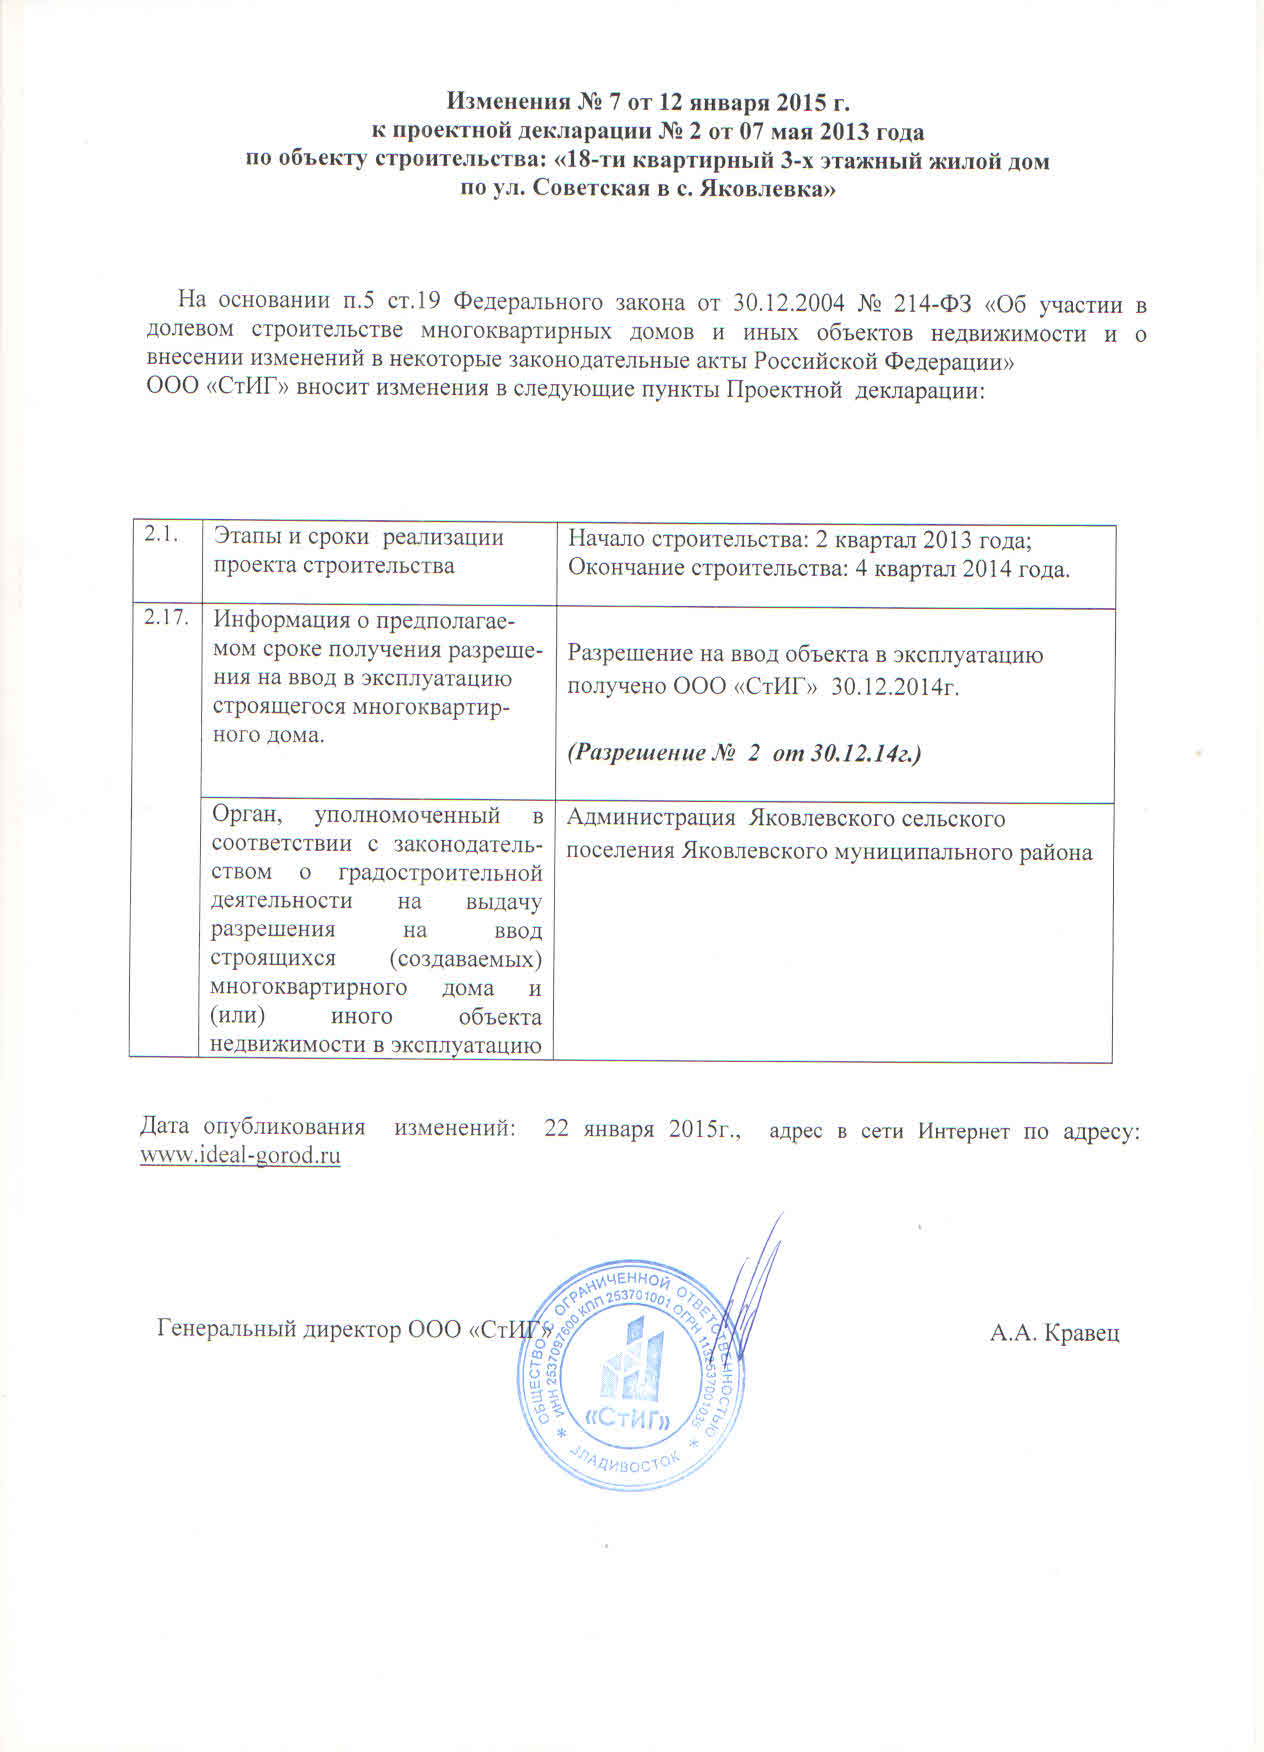 Изменения № 7 от 12 января 2015 г.
к проектной декларации № 2 от 07 мая 2013 года
по объекту строительства: «18-ти квартирный 3-х этажный жилой дом
по ул. Советская в с. Яковлевка»
На основании п.5 ст.19 Федерального закона от 30.12.2004 № 214-ФЗ «Об участии в
долевом строительстве многоквартирных домов и иных объектов недвижимости и о
внесении изменений в некоторые законодательные акты Российской Федерации»
ООО «СтИГ» вносит изменения в следующие пункты Проектной декларации:
2.1.
Этапы и сроки реализации
проекта строительства
Начало строительства: 2 квартал 2013 года;
Окончание строительства: 4 квартал 2014 года.
2.17.
Информация о предполагае-
мом сроке получения разреше-
ния на ввод в эксплуатацию
строящегося многоквартир-
ного дома.
Разрешение на ввод объекта в эксплуатацию
получено ООО «СтИГ» 30.12.2014г.
(Разрешение № 2 от 30.12.14г.)
Орган, уполномоченный в
соответствии с законодатель-
ством о градостроительной
деятельности на выдачу
разрешения на ввод
строящихся (создаваемых)
многоквартирного дома и
(или) иного объекта
недвижимости в эксплуатацию
Администрация Яковлевского сельского
поселения Яковлевского муниципального района
Дата опубликования изменений: 22 января 2015г., адрес в сети Интернет по адресу:
www.ideal-gorod.ru
Генеральный директор ООО «СтИГ»
А.А. Кравец
ОБЩЕСТВО С ОГРАНИЧЕННОЙ ОТВЕТСТВЕННОСТЬЮ
ИНН 2537097600 КПП 253701001 ОГРН 1132537001035
«СтИГ»
* ВЛАДИВОСТОК *